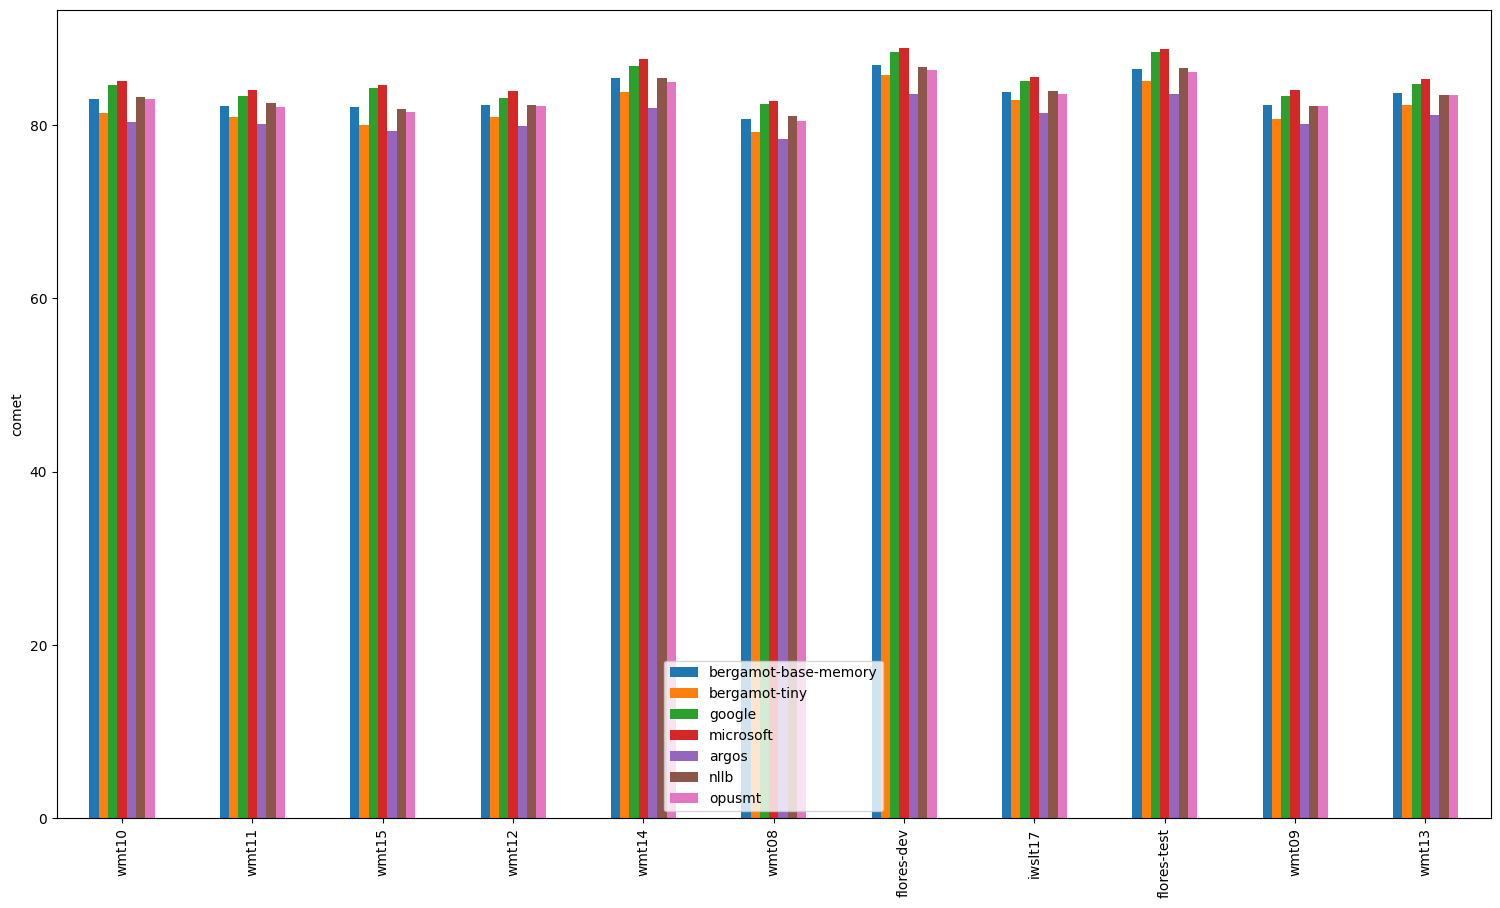 comet
80
60
40
20
0
bergamot-base-memory
bergamot-tiny
google
microsoft
argos
nllb
opusmt
wmt10
wmt11
wmt15
wmt12
wmt14
wmt08
flores-dev
iwslt17
flores-test
wmt09
wmt13